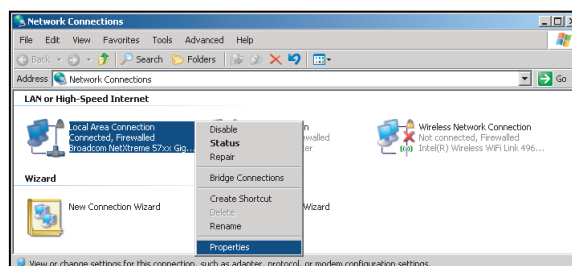 Network Connections
File Edit View Favorites Tools Advanced Help
Back Search Folders
Address Network Connections Go
LAN or High-Speed Internet
Local Area Connection
Connected, Firewalled
Broadcom NetXtreme 57xx Gig...
n
walled
ter
Wireless Network Connection
Not connected, Firewalled
Intel(R) Wireless WiFi Link 496...
Disable
Status
Repair
Bridge Connections
Create Shortcut
Delete
Rename
Properties
Wizard
New Connection Wizard
Wizard
View or change settings for this connection, such as adapter, protocol, or modem configuration settings.